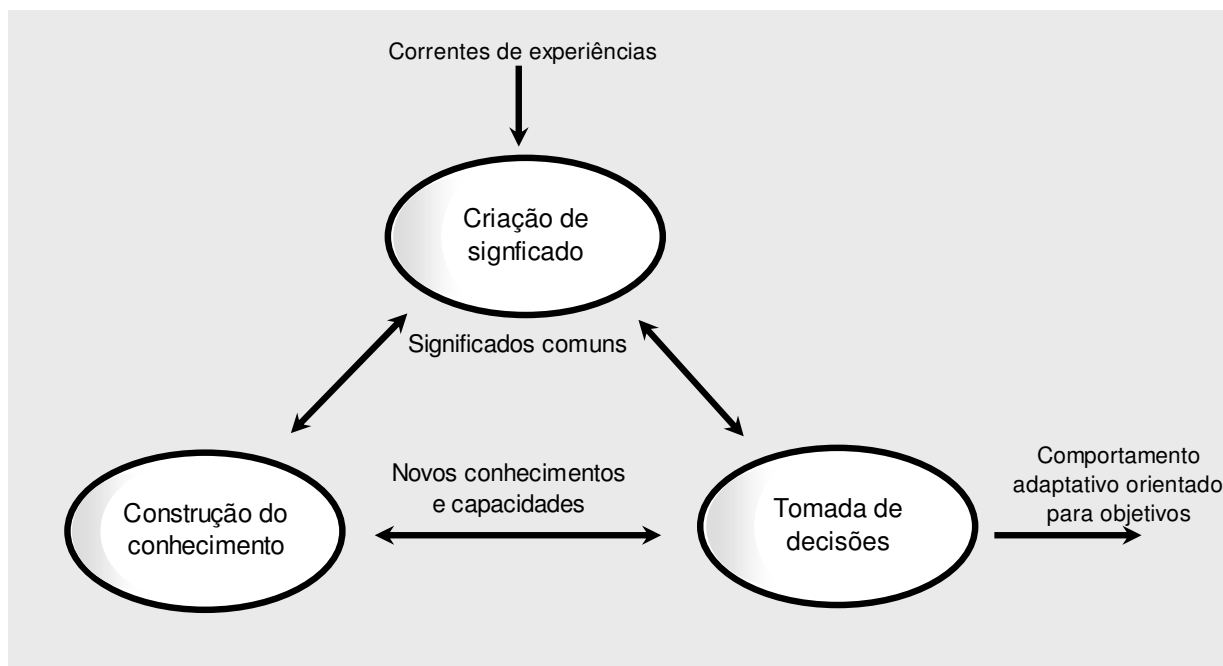 Correntes de experiências
Criação de
signficado
Significados comuns
Novos conhecimentos
e capacidades
Construção do
conhecimento
Tomada de
decisões
Comportamento
adaptativo orientado
para objetivos